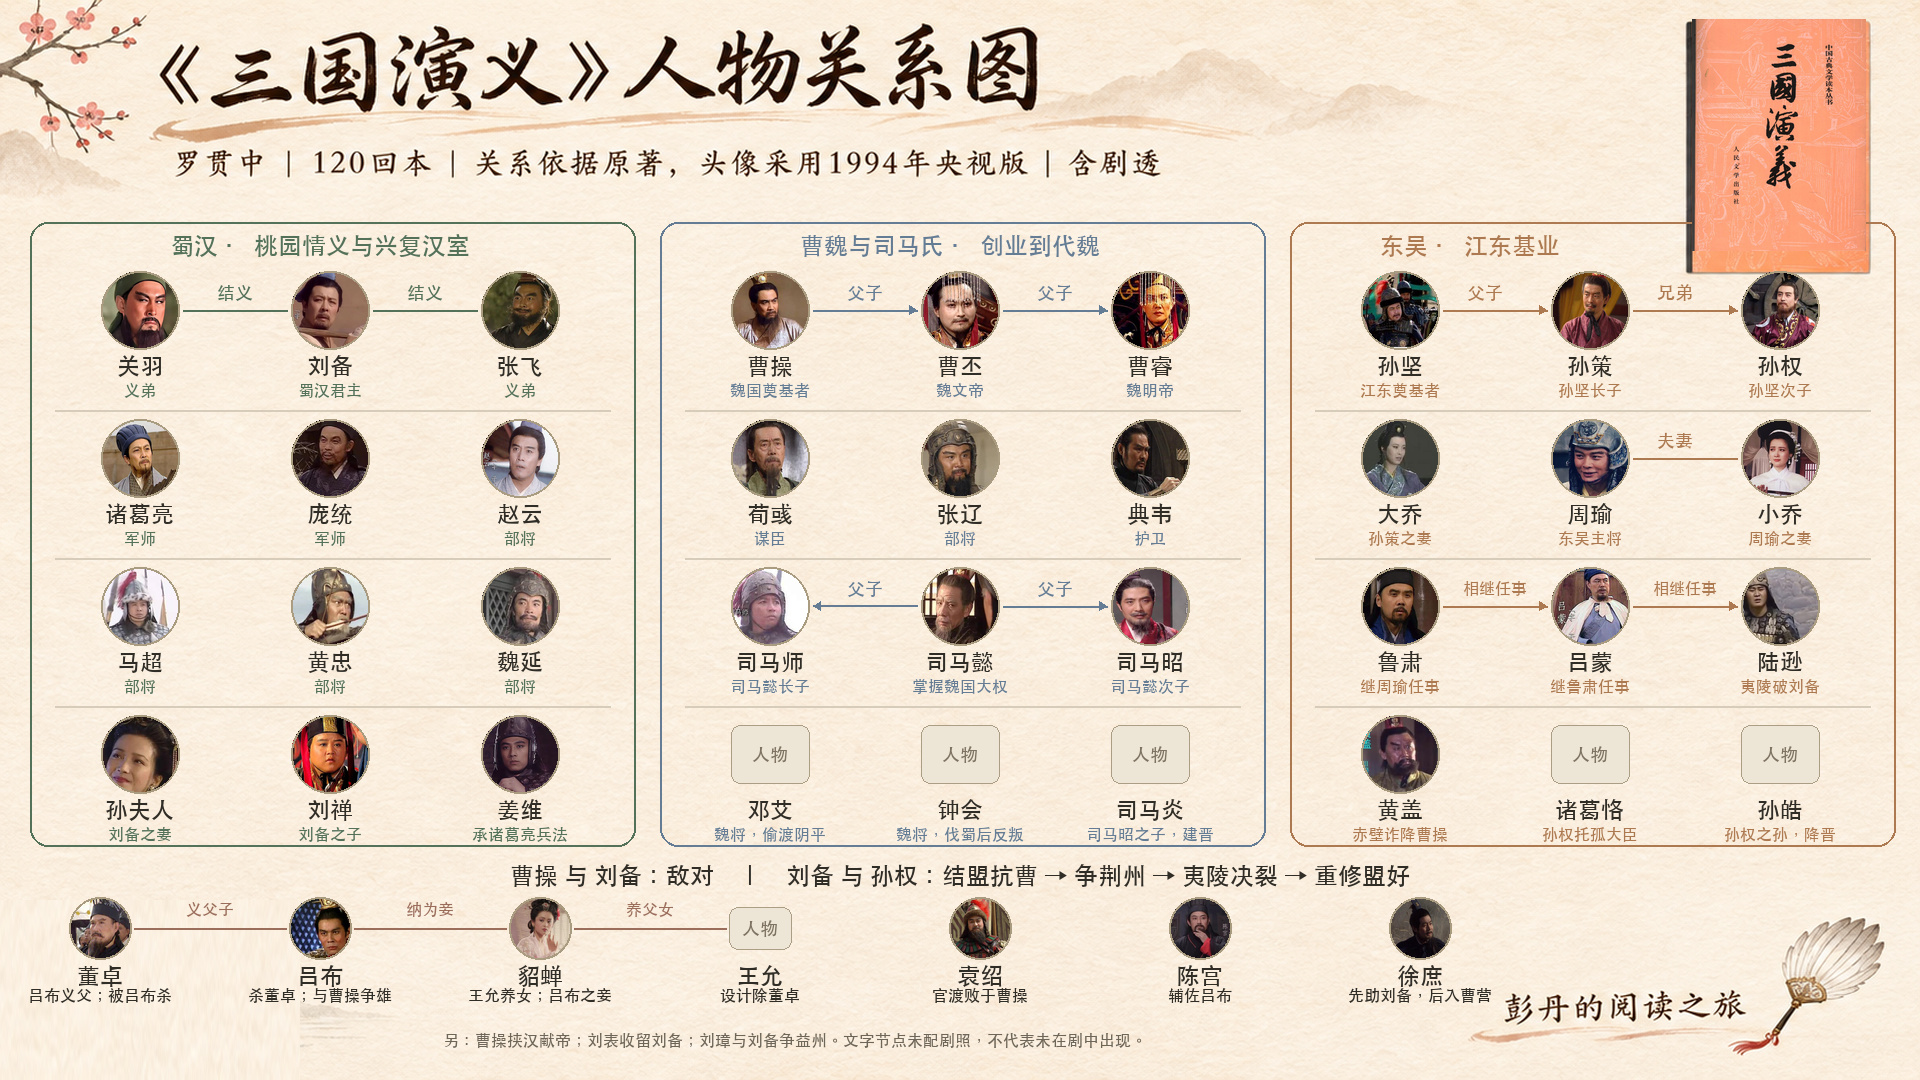 《三国演义》人物关系图
罗贯中 | 120回本 | 关系依据原著，头像采用1994年央视版 | 含剧透
中国古典文学读本丛书
三國演義
人民文学出版社
蜀汉· 桃园情义与兴复汉室
结义 结义
关羽 刘备 张飞
义弟 蜀汉君主 义弟
诸葛亮 庞统 赵云
军师 军师 部将
马超 黄忠 魏延
部将 部将 部将
孙夫人 刘禅 姜维
刘备之妻 刘备之子 承诸葛亮兵法
曹魏与司马氏· 创业到代魏
父子 父子
曹操 曹丕 曹睿
魏国奠基者 魏文帝 魏明帝
荀彧 张辽 典韦
谋臣 部将 护卫
父子 父子
司马师 司马懿 司马昭
司马懿长子 掌握魏国大权 司马懿次子
人物 人物 人物
邓艾 钟会 司马炎
魏将，偷渡阴平 魏将，伐蜀后反叛 司马昭之子，建晋
东吴· 江东基业
父子 兄弟
孙坚 孙策 孙权
江东奠基者 孙坚长子 孙坚次子
夫妻
大乔 周瑜 小乔
孙策之妻 东吴主将 周瑜之妻
相继任事 相继任事
鲁肃 吕蒙 陆逊
继周瑜任事 继鲁肃任事 夷陵破刘备
人物 人物
黄盖 诸葛恪 孙皓
赤壁诈降曹操 孙权托孤大臣 孙权之孙，降晋
曹操 与 刘备：敌对 | 刘备 与 孙权：结盟抗曹→争荆州→夷陵决裂→重修盟好
义父子 纳为妾 养父女
人物
董卓 吕布 貂蝉 王允 袁绍 陈宫 徐庶
吕布义父；被吕布杀 杀董卓；与曹操争雄 王允养女；吕布之妾 设计除董卓 官渡败于曹操 辅佐吕布 先助刘备，后入曹营
彭丹的阅读之旅
另：曹操挟汉献帝；刘表收留刘备；刘璋与刘备争益州。文字节点未配剧照，不代表未在剧中出现。